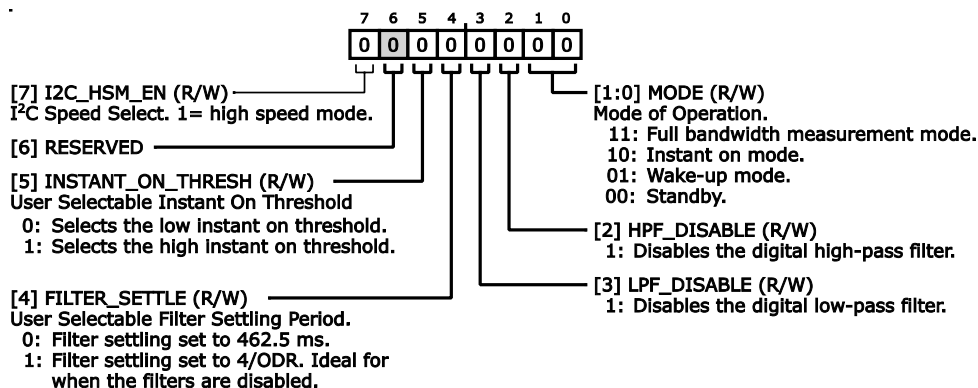 7 6 5 4 3 2 1 0
0 0 0 0 0 0 0 0
[7] I2C_HSM_EN (R/W)
I²C Speed Select. 1= high speed mode.
[6] RESERVED
[5] INSTANT_ON_THRESH (R/W)
User Selectable Instant On Threshold
0: Selects the low instant on threshold.
1: Selects the high instant on threshold.
[4] FILTER_SETTLE (R/W)
User Selectable Filter Settling Period.
0: Filter settling set to 462.5 ms.
1: Filter settling set to 4/ODR. Ideal for
when the filters are disabled.
[1:0] MODE (R/W)
Mode of Operation.
11: Full bandwidth measurement mode.
10: Instant on mode.
01: Wake-up mode.
00: Standby.
[2] HPF_DISABLE (R/W)
1: Disables the digital high-pass filter.
[3] LPF_DISABLE (R/W)
1: Disables the digital low-pass filter.